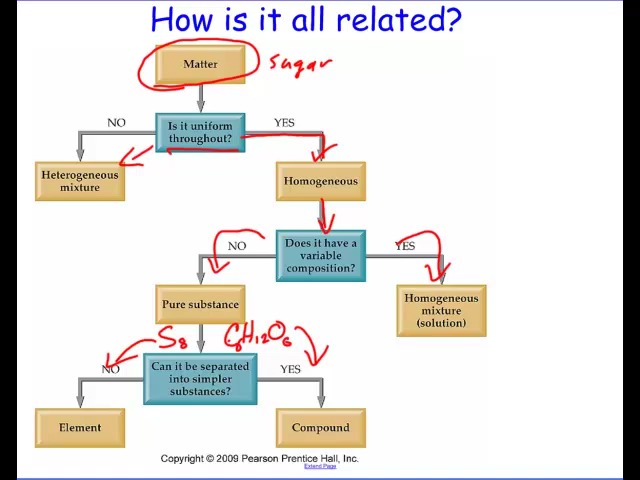 How is it all related?
Matter
sugar
NO
Is it uniform
throughout?
YES
Heterogeneous
mixture
Homogeneous
NO
Does it have a
variable
composition?
YES
Pure substance
Homogeneous
mixture
(solution)
S8
C6H12O6
NO
Can it be separated
into simpler
substances?
YES
Element
Compound
Copyright © 2009 Pearson Prentice Hall, Inc.
Extend Page